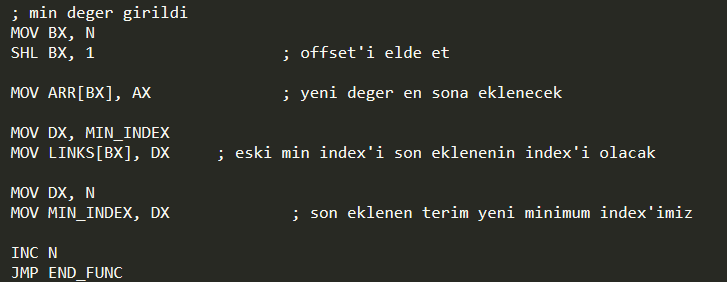 ; min deger girildi
MOV BX, N
SHL BX, 1 ; offset'i elde et
MOV ARR[BX], AX ; yeni deger en sona eklenecek
MOV DX, MIN_INDEX
MOV LINKS[BX], DX ; eski min index'i son eklenenin index'i olacak
MOV DX, N
MOV MIN_INDEX, DX ; son eklenen terim yeni minimum index'imiz
INC N
JMP END_FUNC